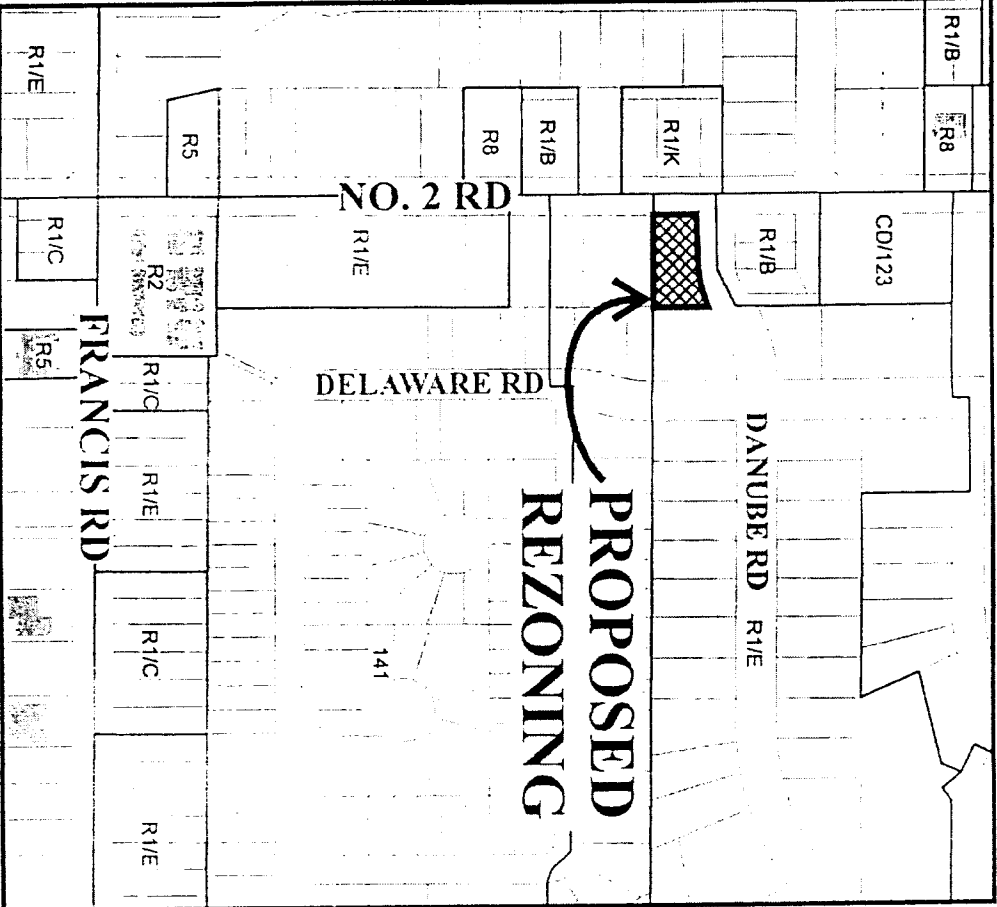 R1/B
R8
R1/E
R5
R8
R1/B
R1/K
NO. 2 RD
R1/C
R2
R1/E
R1/B
CD/123
FRANCIS RD
R5
R1/C
DELAWARE RD
R1/E
DANUBE RD
R1/E
PROPOSED
REZONING
R1/C
141
R1/E